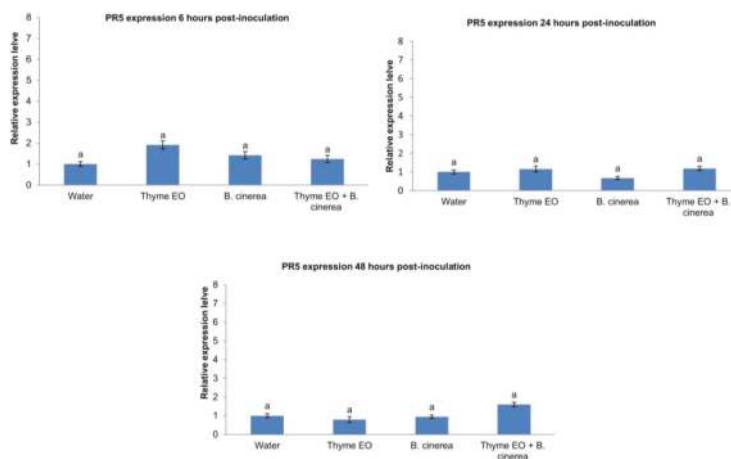 PR5 expression 6 hours post-inoculation
Relative expression lelve
8
7
6
5
4
3
2
1
0
a
a
a
a
Water
Thyme EO
B. cinerea
Thyme EO + B.
cinerea
PR5 expression 24 hours post-inoculation
Relative expression lelve
8
7
6
5
4
3
2
1
0
a
a
a
a
Water
Thyme EO
B. cinerea
Thyme EO + B.
cinerea
PR5 expression 48 hours post-inoculation
Relative expression lelve
8
7
6
5
4
3
2
1
0
a
a
a
a
Water
Thyme EO
B. cinerea
Thyme EO + B.
cinerea